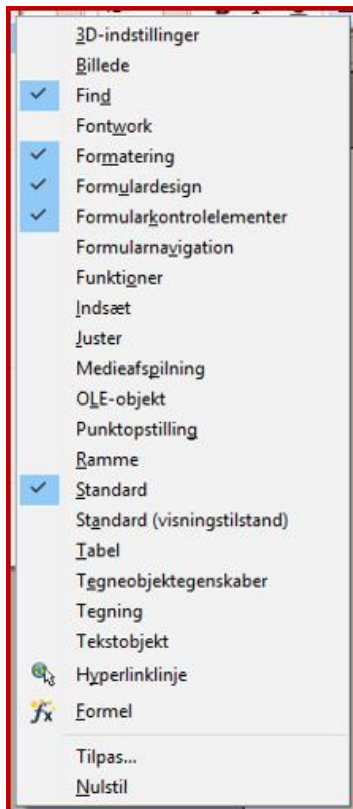 3D-indstillinger
Billede
Find
Fontwork
Formatering
Formulardesign
Formularkontrolelementer
Formularnavigation
Funktioner
Indsæt
Juster
Medieafspilning
OLE-objekt
Punktopstilling
Ramme
Standard
Standard (visningstilstand)
Tabel
Tegneobjektegenskaber
Tegning
Tekstobjekt
Hyperlinklinje
Formel
Tilpas...
Nulstil